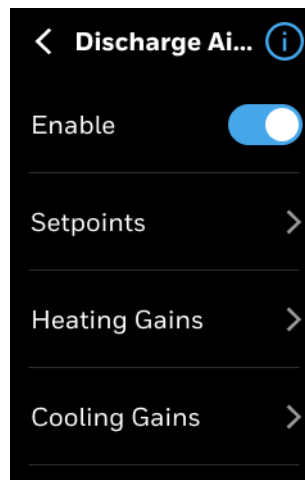 Discharge Ai...
Enable
Setpoints
Heating Gains
Cooling Gains